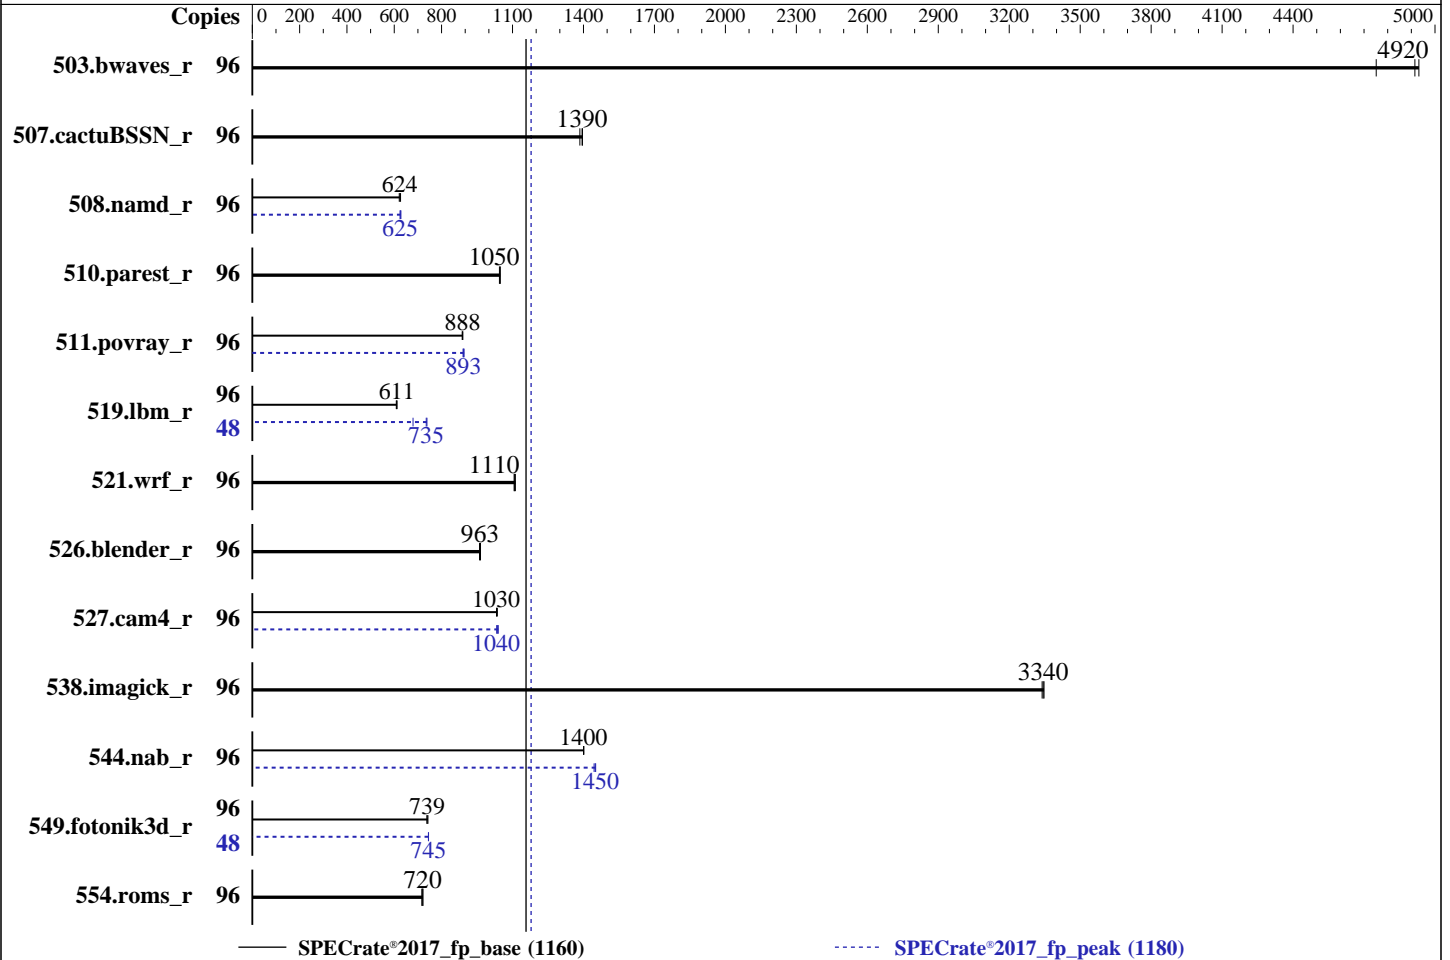 Copies 0 200 400 600 800 1100 1400 1700 2000 2300 2600 2900 3200 3500 3800 4100 4400 5000
4920
503.bwaves_r 96
1390
507.cactuBSSN_r 96
624
508.namd_r 96
625
1050
510.parest_r 96
888
511.povray_r 96
893
611
96
519.lbm_r
48
735
1110
521.wrf_r 96
963
526.blender_r 96
1030
527.cam4_r 96
1040
3340
538.imagick_r 96
1400
544.nab_r 96
1450
739
96
549.fotonik3d_r
48
745
720
554.roms_r 96
SPECrate®2017_fp_base (1160) SPECrate®2017_fp_peak (1180)